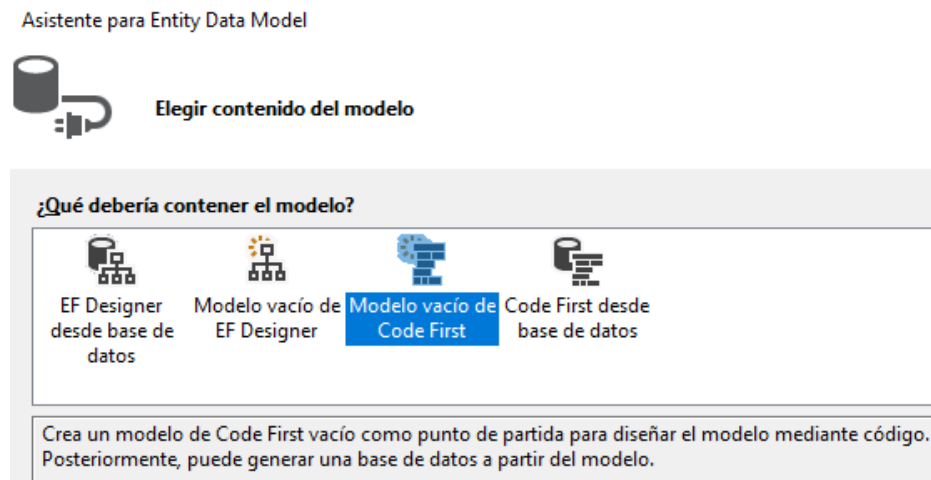 Asistente para Entity Data Model
Elegir contenido del modelo
¿Qué debería contener el modelo?
EF Designer
desde base de
datos
Modelo vacío de
EF Designer
Modelo vacío de
Code First
Code First desde
base de datos
Crea un modelo de Code First vacío como punto de partida para diseñar el modelo mediante código.
Posteriormente, puede generar una base de datos a partir del modelo.